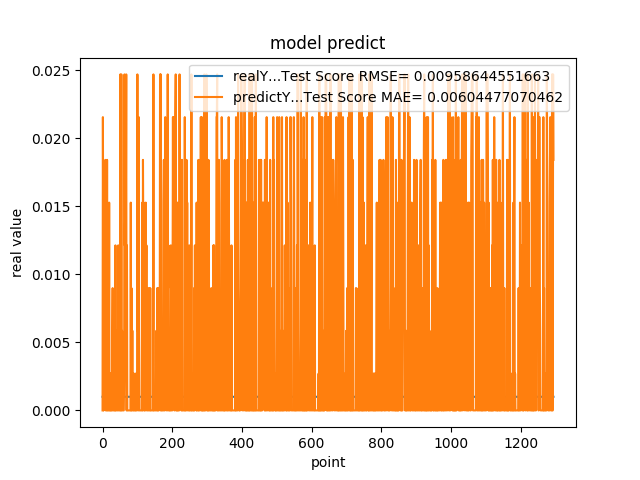 model predict
realY...Test Score RMSE= 0.00958644551663
predictY...Test Score MAE= 0.00604477070462
0.025
0.020
0.015
0.010
0.005
0.000
real value
0 200 400 600 800 1000 1200
point